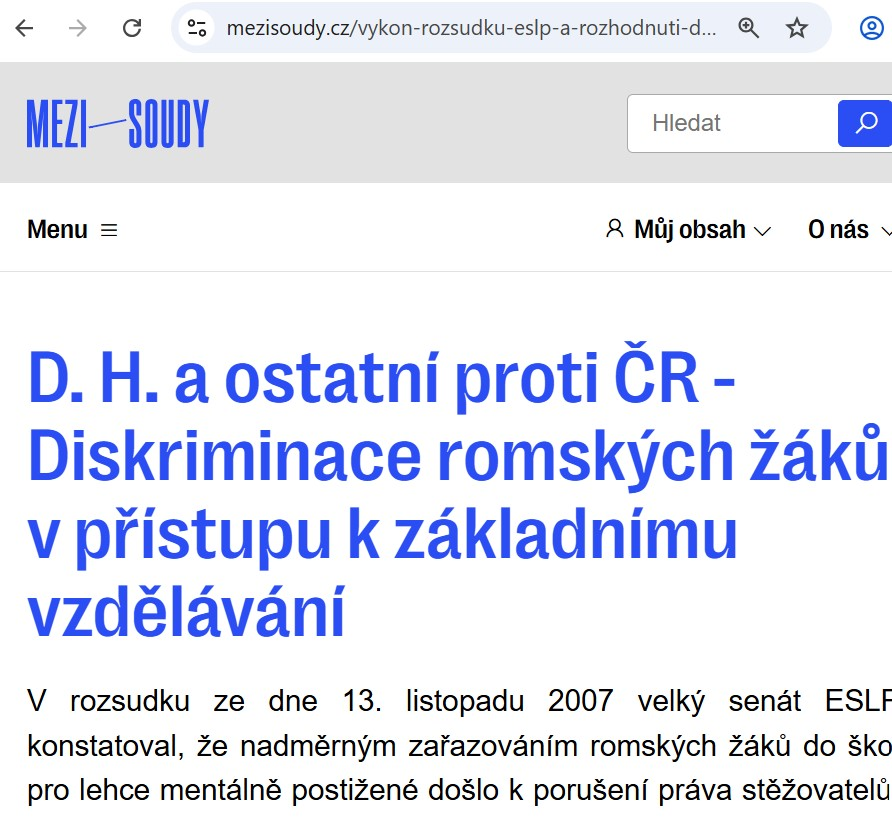 mezisoudy.cz/vykon-rozsudku-eslp-a-rozhodnuti-d...
MEZI SOUDY
Hledat
Menu
Můj obsah
O nás
D. H. a ostatní proti ČR -
Diskriminace romských žáků
v přístupu k základnímu
vzdělávání
V rozsudku ze dne 13. listopadu 2007 velký senát ESLP
konstatoval, že nadměrným zařazováním romských žáků do ško
pro lehce mentálně postižené došlo k porušení práva stěžovatelů